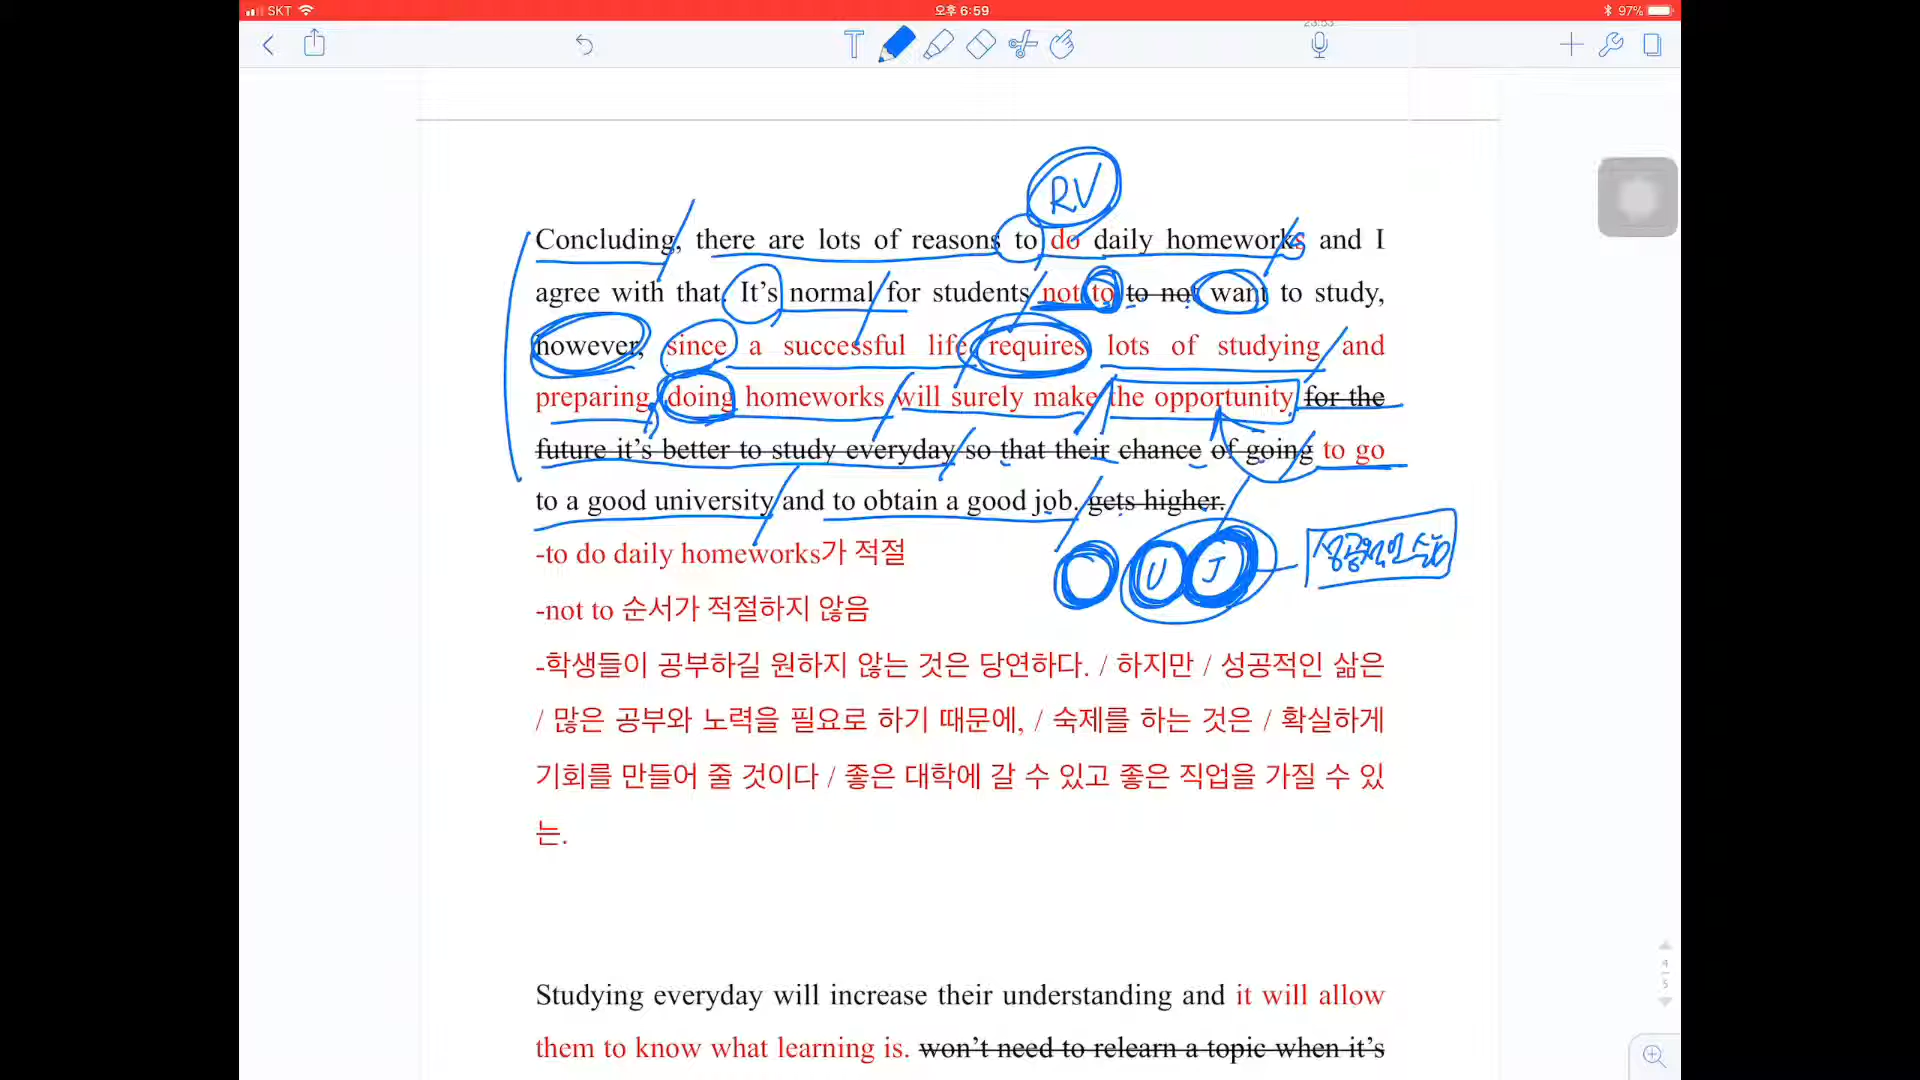 SKT 오후 6:59 97%
23:53
RV
Concluding, there are lots of reasons to do daily homeworks and I
agree with that. It's normal for students not to to not want to study,
however, since a successful life requires lots of studying and
preparing, doing homeworks will surely make the opportunity for the
future it's better to study everyday so that their chance of going to go
to a good university and to obtain a good job. gets higher.
U J
-to do daily homeworks가 적절
-not to 순서가 적절하지 않음
-학생들이 공부하길 원하지 않는 것은 당연하다. / 하지만 / 성공적인 삶은
/ 많은 공부와 노력을 필요로 하기 때문에, / 숙제를 하는 것은 / 확실하게
기회를 만들어 줄 것이다 / 좋은 대학에 갈 수 있고 좋은 직업을 가질 수 있
는.
4
5
Studying everyday will increase their understanding and it will allow
them to know what learning is. won't need to relearn a topic when it's